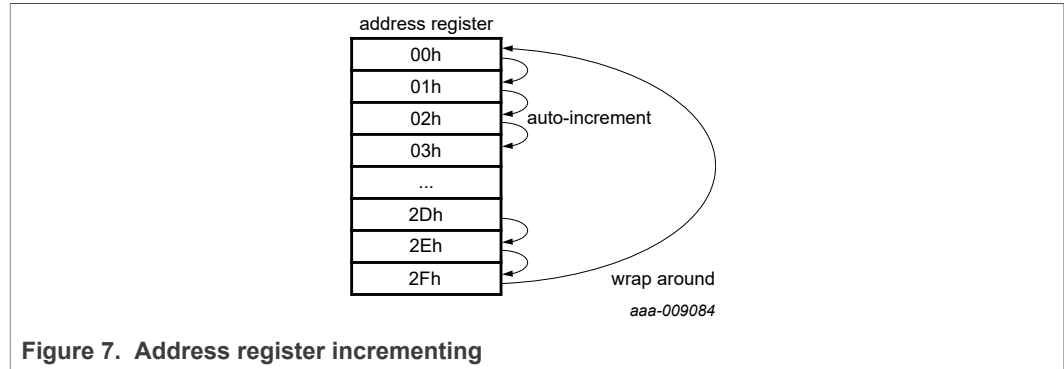 address register
00h
01h
02h
auto-increment
03h
...
2Dh
2Eh
2Fh
wrap around
aaa-009084
Figure 7. Address register incrementing